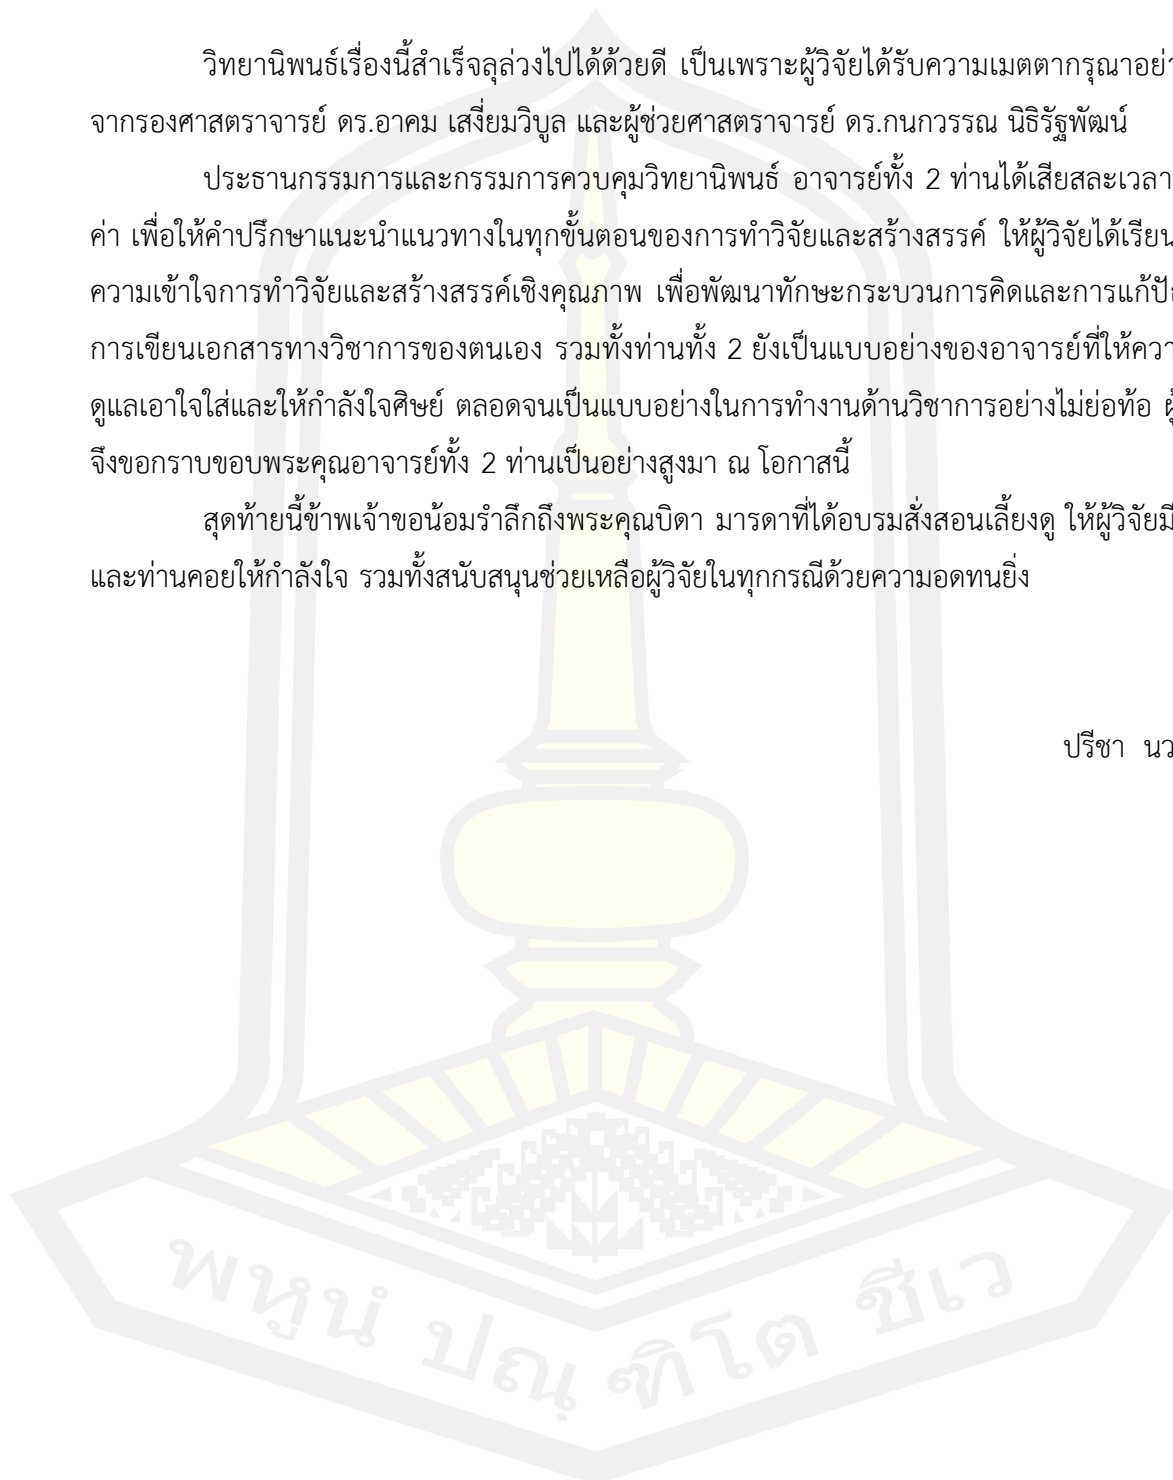 วิทยานิพนธ์เรื่องนี้สำเร็จลุล่วงไปได้ด้วยดี เป็นเพราะผู้วิจัยได้รับความเมตตากรุณาอย่า
จากรองศาสตราจารย์ ดร.อาคม เสงี่ยมวิบูล และผู้ช่วยศาสตราจารย์ ดร.กนกวรรณ นิธิรัฐพัฒน์
ประธานกรรมการและกรรมการควบคุมวิทยานิพนธ์ อาจารย์ทั้ง 2 ท่านได้เสียสละเวลา
ค่า เพื่อให้คำปรึกษาแนะนำแนวทางในทุกขั้นตอนของการทำวิจัยและสร้างสรรค์ ให้ผู้วิจัยได้เรียน
ความเข้าใจการทำวิจัยและสร้างสรรค์เชิงคุณภาพ เพื่อพัฒนาทักษะกระบวนการคิดและการแก้ปั
การเขียนเอกสารทางวิชาการของตนเอง รวมทั้งท่านทั้ง 2 ยังเป็นแบบอย่างของอาจารย์ที่ให้ควา
ดูแลเอาใจใส่และให้กำลังใจศิษย์ ตลอดจนเป็นแบบอย่างในการทำงานด้านวิชาการอย่างไม่ย่อท้อ ผู้
จึงขอกราบขอบพระคุณอาจารย์ทั้ง 2 ท่านเป็นอย่างสูงมา ณ โอกาสนี้
สุดท้ายนี้ข้าพเจ้าขอน้อมรำลึกถึงพระคุณบิดา มารดาที่ได้อบรมสั่งสอนเลี้ยงดู ให้ผู้วิจัยมี
และท่านคอยให้กำลังใจ รวมทั้งสนับสนุนช่วยเหลือผู้วิจัยในทุกกรณีด้วยความอดทนยิ่ง
ปรีชา นว
พหูนํ ปณฺฑิโต ชีเว